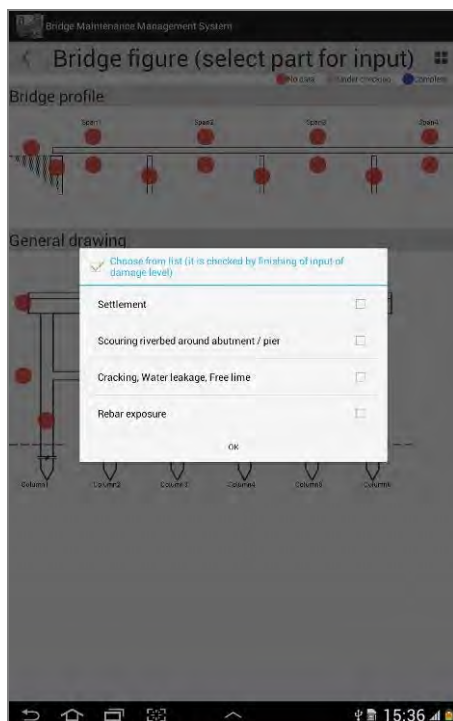 Bridge Maintenance Management System
Bridge figure (select part for input)
No data Under checking Complete
Bridge profile
Span1 Span2 Span3 Span4
General drawing
Choose from list (it is checked by finishing of input of
damage level)
Settlement
Scouring riverbed around abutment / pier
Cracking, Water leakage, Free lime
Rebar exposure
OK
Column1 Column2 Column3 Column4 Column5 Column6
15:36